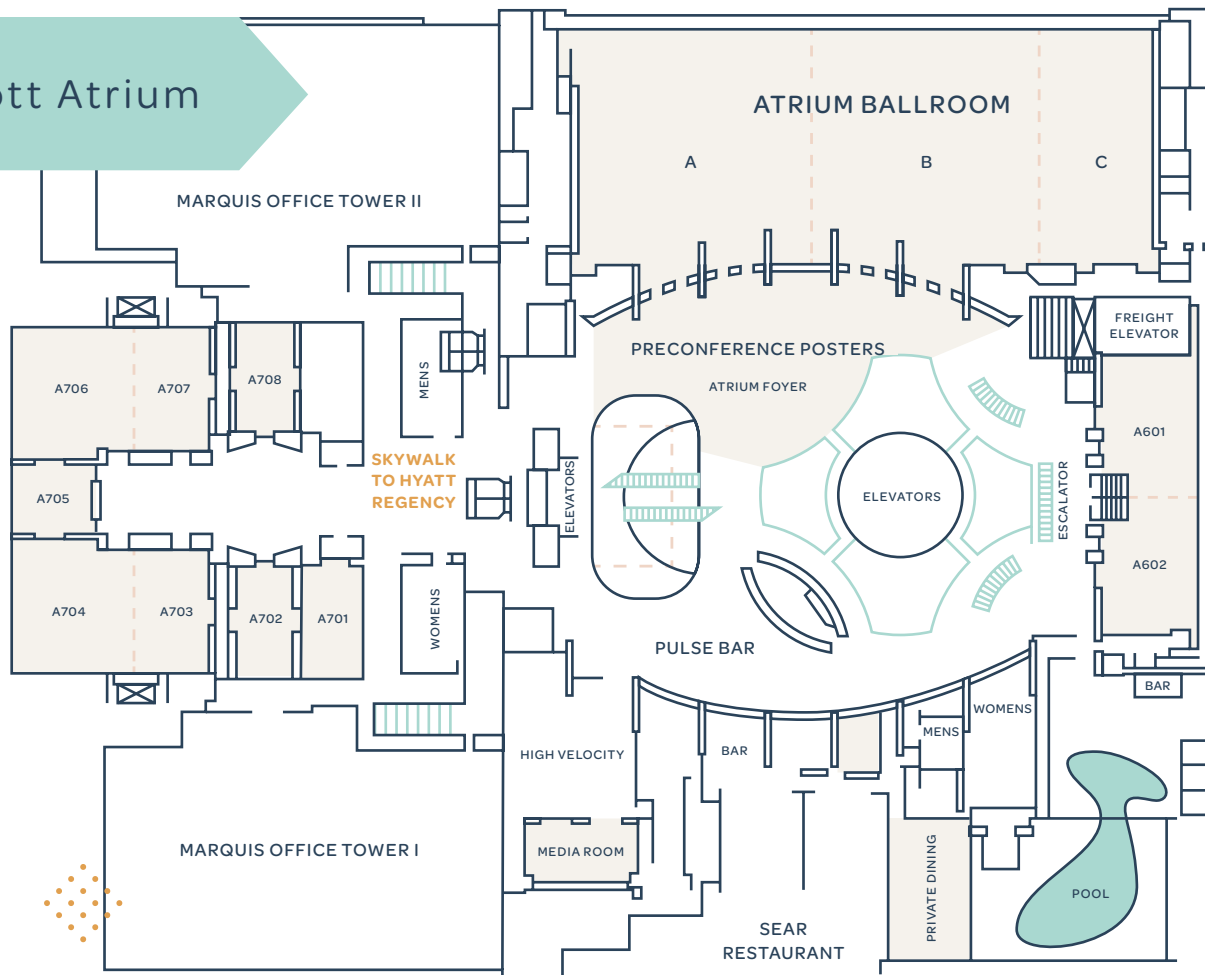 ott Atrium
ATRIUM BALLROOM
A
B
C
MARQUIS OFFICE TOWER II
FREIGHT
ELEVATOR
PRECONFERENCE POSTERS
ATRIUM FOYER
MENS
A706
A707
A708
A601
SKYWALK
TO HYATT
REGENCY
A705
ELEVATORS
ELEVATORS
ESCALATOR
A602
A704
A703
A702
A701
WOMENS
PULSE BAR
BAR
WOMENS
MENS
HIGH VELOCITY
BAR
MARQUIS OFFICE TOWER I
MEDIA ROOM
PRIVATE DINING
POOL
SEAR
RESTAURANT